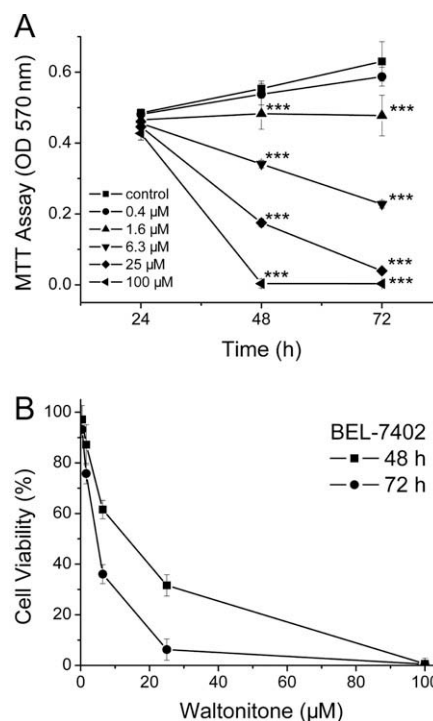 A
MTT Assay (OD 570 nm)
0.6
0.4
0.2
0.0
***
***
***
***
***
***
***
***
control
0.4 µM
1.6 µM
6.3 µM
25 µM
100 µM
24
48
72
Time (h)
B
Cell Viability (%)
100
80
60
40
20
0
BEL-7402
48 h
72 h
0
20
40
60
80
100
Waltonitone (µM)